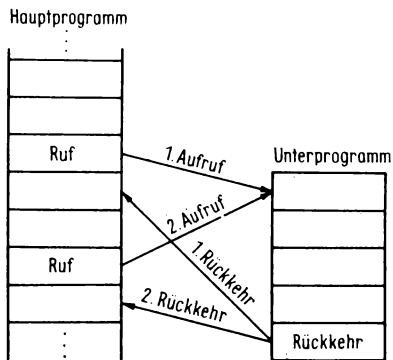 Hauptprogramm
Ruf
1. Aufruf
Unterprogramm
2. Aufruf
1. Rückkehr
Ruf
2. Rückkehr
Rückkehr